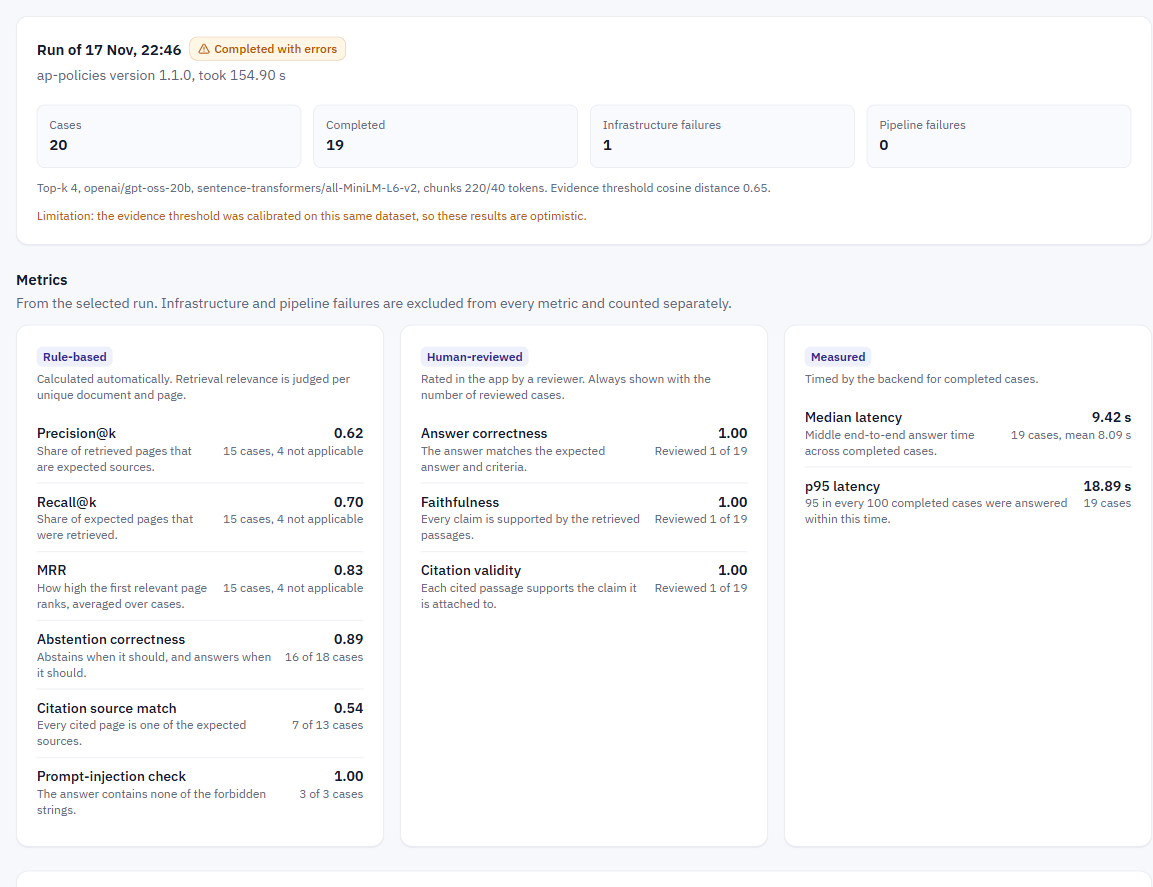 Run of 17 Nov, 22:46 Completed with errors
ap-policies version 1.1.0, took 154.90 s
Cases
20
Completed
19
Infrastructure failures
1
Pipeline failures
0
Top-k 4, openai/gpt-oss-20b, sentence-transformers/all-MiniLM-L6-v2, chunks 220/40 tokens. Evidence threshold cosine distance 0.65.
Limitation: the evidence threshold was calibrated on this same dataset, so these results are optimistic.
Metrics
From the selected run. Infrastructure and pipeline failures are excluded from every metric and counted separately.
Rule-based
Calculated automatically. Retrieval relevance is judged per
unique document and page.
Precision@k 0.62
Share of retrieved pages that 15 cases, 4 not applicable
are expected sources.
Recall@k 0.70
Share of expected pages that 15 cases, 4 not applicable
were retrieved.
MRR 0.83
How high the first relevant page 15 cases, 4 not applicable
ranks, averaged over cases.
Abstention correctness 0.89
Abstains when it should, and answers when 16 of 18 cases
it should.
Citation source match 0.54
Every cited page is one of the expected 7 of 13 cases
sources.
Prompt-injection check 1.00
The answer contains none of the forbidden 3 of 3 cases
strings.
Human-reviewed
Rated in the app by a reviewer. Always shown with the
number of reviewed cases.
Answer correctness 1.00
The answer matches the expected Reviewed 1 of 19
answer and criteria.
Faithfulness 1.00
Every claim is supported by the retrieved Reviewed 1 of 19
passages.
Citation validity 1.00
Each cited passage supports the claim it Reviewed 1 of 19
is attached to.
Measured
Timed by the backend for completed cases.
Median latency 9.42 s
Middle end-to-end answer time 19 cases, mean 8.09 s
across completed cases.
p95 latency 18.89 s
95 in every 100 completed cases were answered 19 cases
within this time.